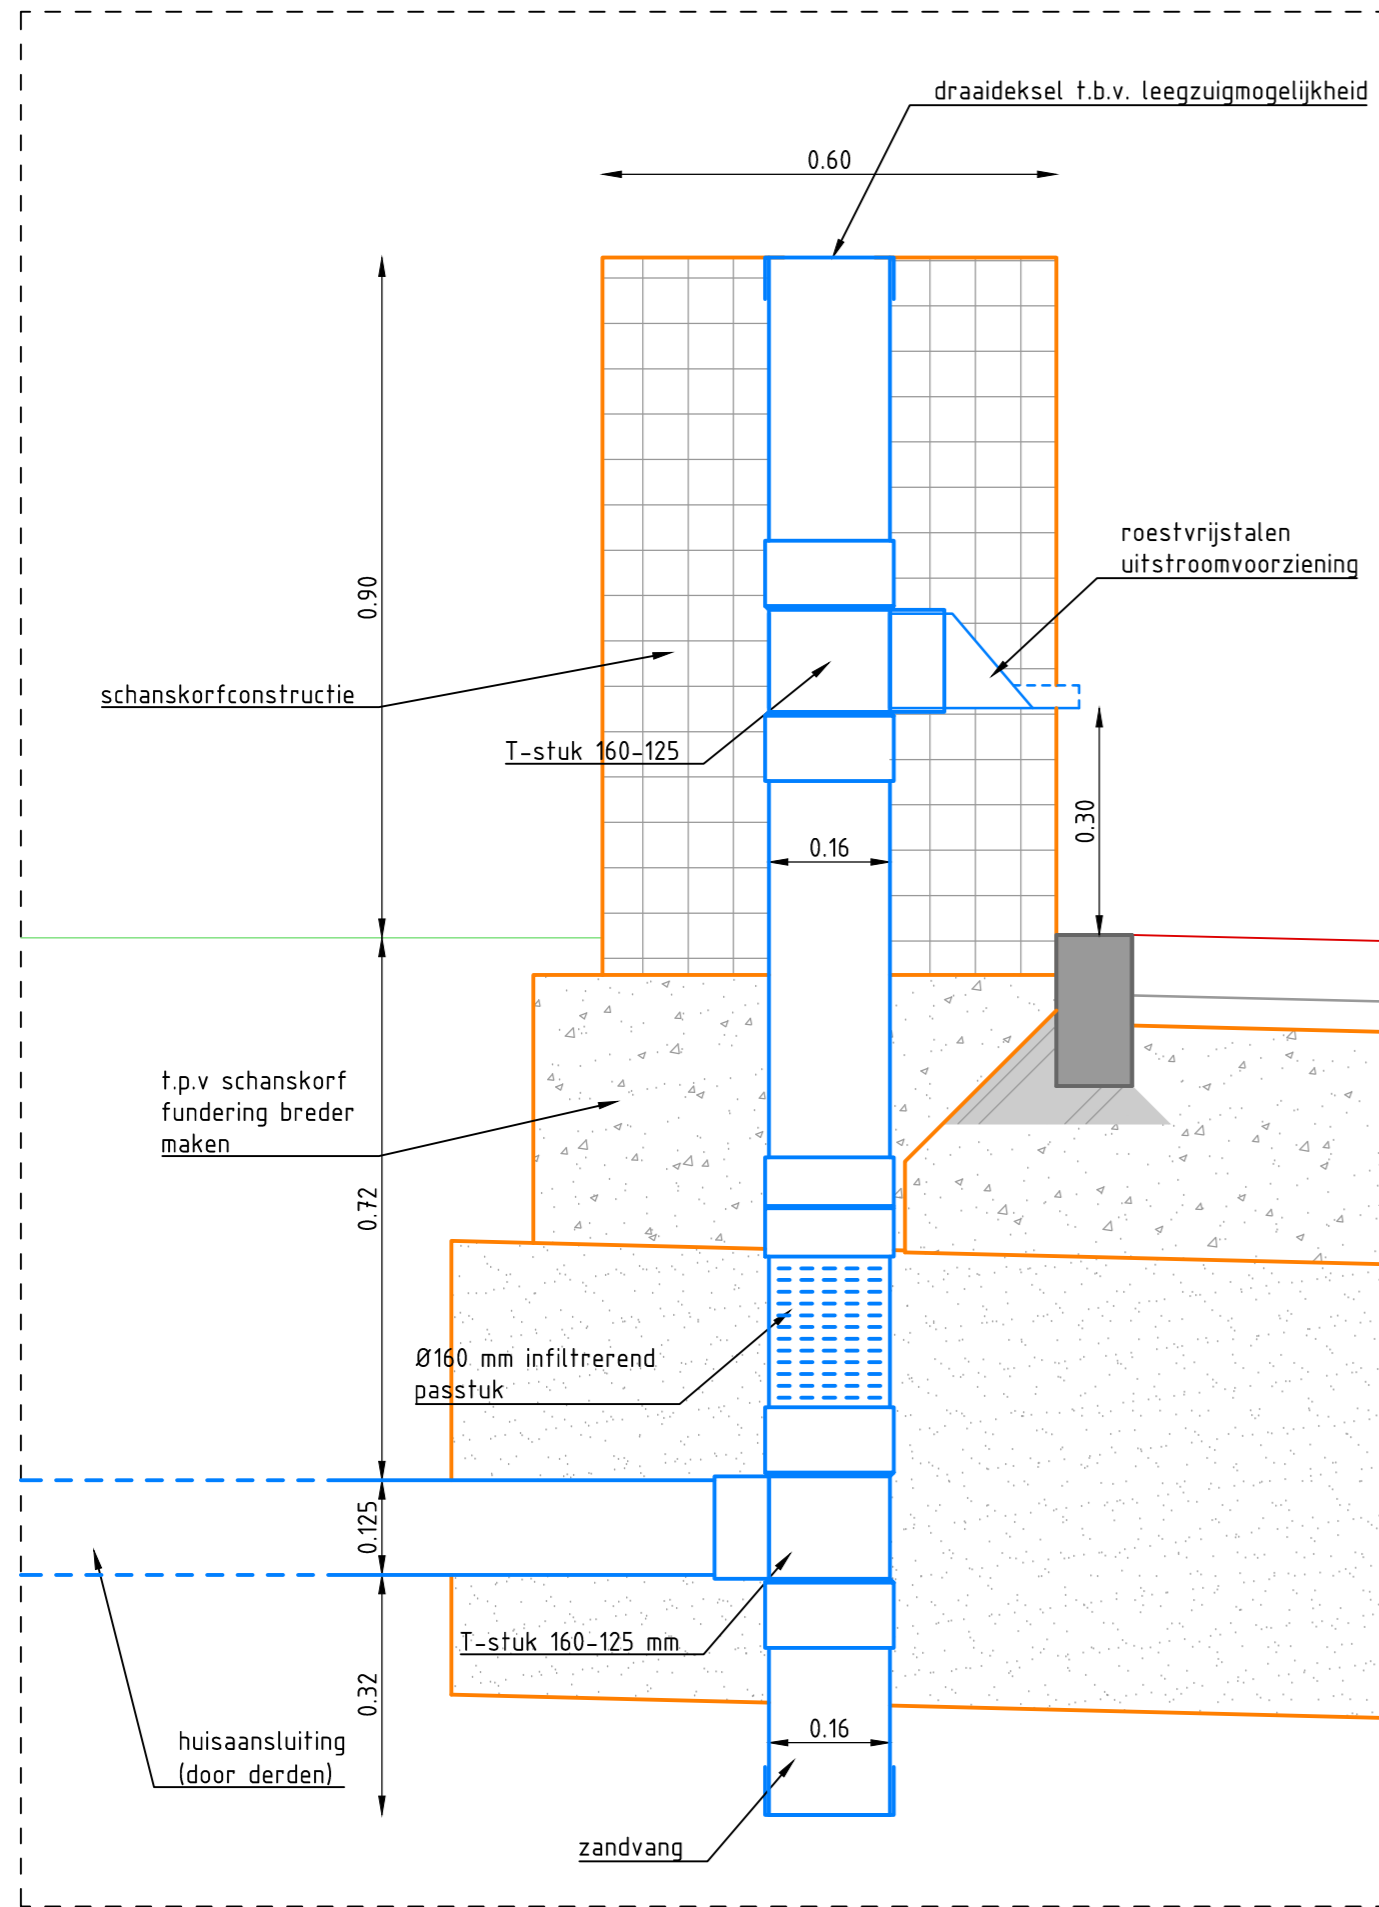 draaideksel t.b.v. leegzuigmogelijkheid
0.60
roestvrijstalen
uitstroomvoorziening
0.90
schanskorfconstructie
T-stuk 160-125
0.30
0.16
t.p.v schanskorf
fundering breder
maken
0.72
Ø160 mm infiltrerend
passtuk
0.125
T-stuk 160-125 mm
0.32
0.16
huisaansluiting
(door derden)
zandvang